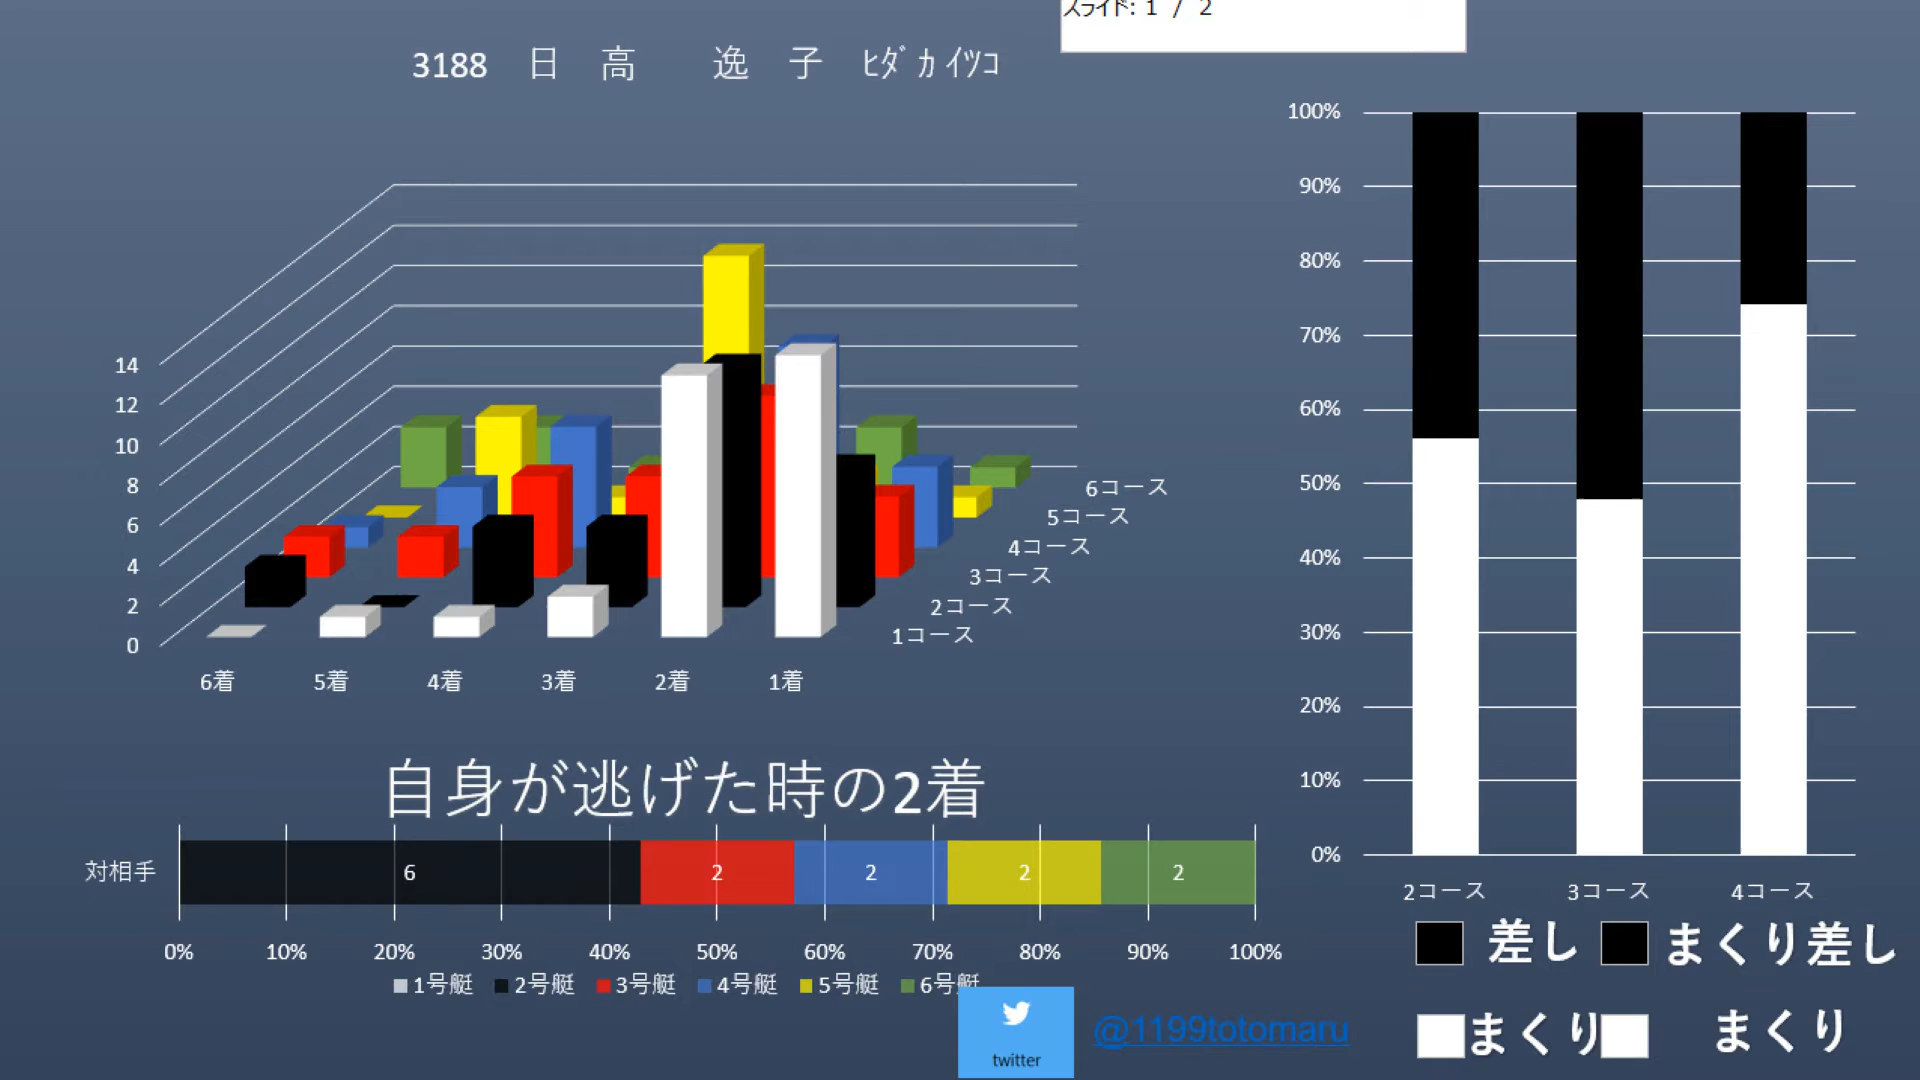 スライド: 1 / 2
3188 日 高 逸 子 ﾋﾀﾞｶｲﾂｺ
14
12
10
8
6
4
2
0
6コース
5コース
4コース
3コース
2コース
1コース
6着 5着 4着 3着 2着 1着
自身が逃げた時の2着
対相手 6 2 2 2 2
0% 10% 20% 30% 40% 50% 60% 70% 80% 90% 100%
1号艇 2号艇 3号艇 4号艇 5号艇 6号艇
twitter
@1199totomaru
100%
90%
80%
70%
60%
50%
40%
30%
20%
10%
0%
2コース 3コース 4コース
差し まくり差し
まくり まくり